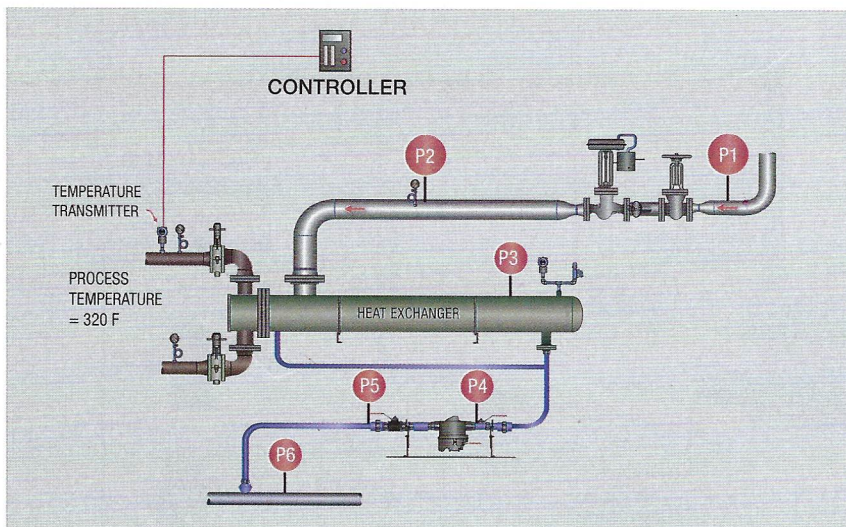 CONTROLLER
P2
P1
TEMPERATURE
TRANSMITTER
P3
PROCESS
TEMPERATURE
= 320 F
HEAT EXCHANGER
P5
P4
P6